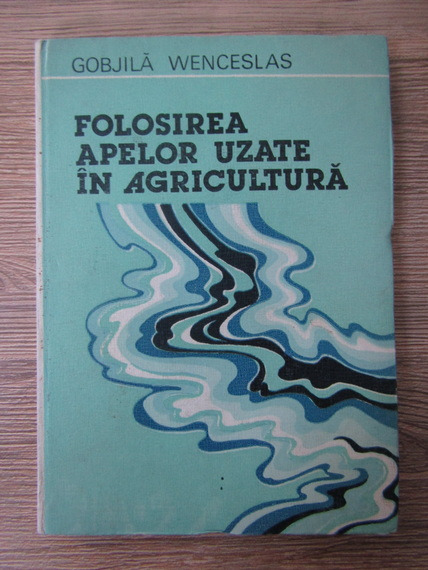 GOBJILĂ WENCESLAS
FOLOSIREA
APELOR UZATE
ÎN AGRICULTURĂ